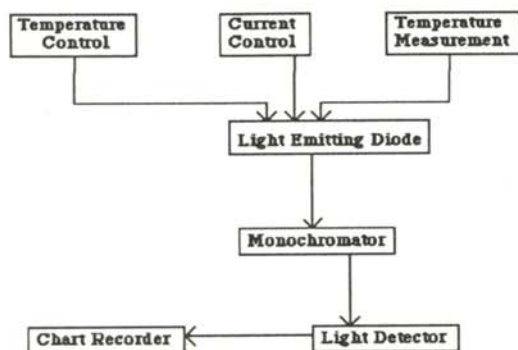 Temperature
Control
Current
Control
Temperature
Measurement
Light Emitting Diode
Monochromator
Chart Recorder
Light Detector